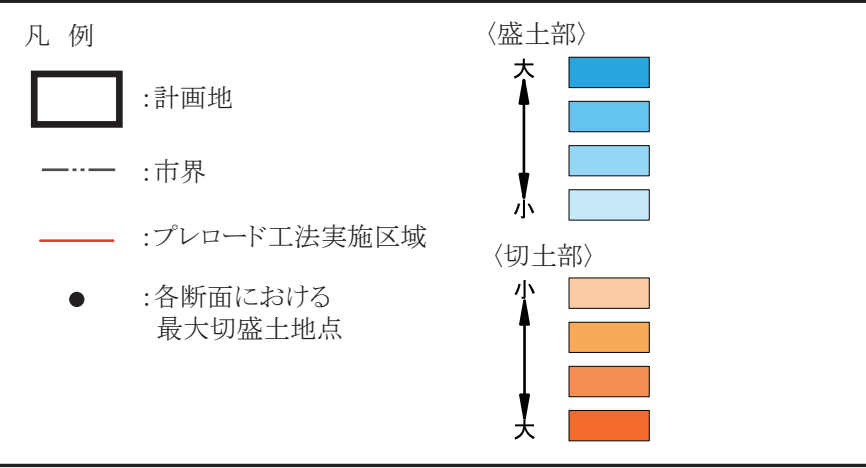 凡 例
:計画地
:市界
:プレロード工法実施区域
:各断面における
最大切盛土地点
〈盛土部〉
大
小
〈切土部〉
小
大